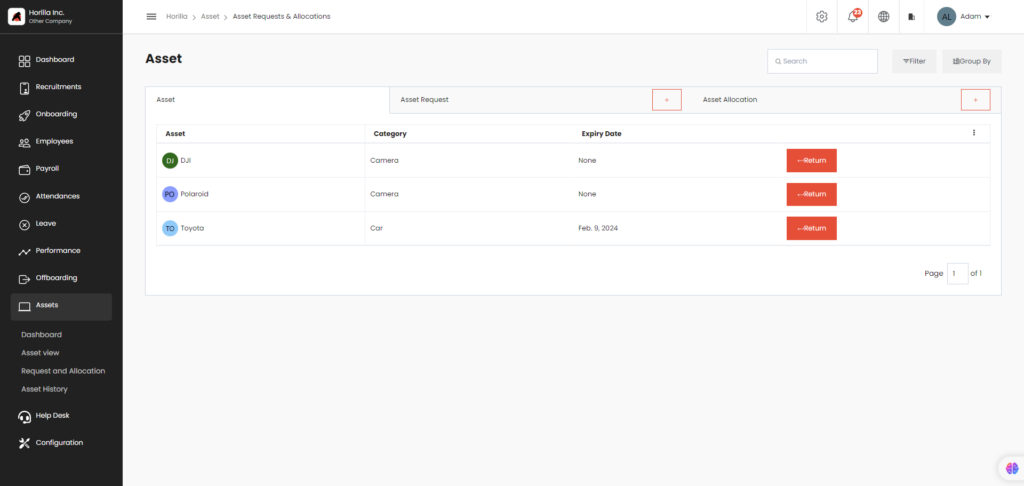 Horilla Inc.
Other Company
Horilla > Asset > Asset Requests & Allocations
23
AL Adam
Dashboard
Recruitments
Onboarding
Employees
Payroll
Attendances
Leave
Performance
Offboarding
Assets
Dashboard
Asset view
Request and Allocation
Asset History
Help Desk
Configuration
Asset
Search
Filter
Group By
Asset
Asset Request +
Asset Allocation +
Asset Category Expiry Date
DJ DJI Camera None ←Return
PO Polaroid Camera None ←Return
TO Toyota Car Feb. 9, 2024 ←Return
Page 1 of 1